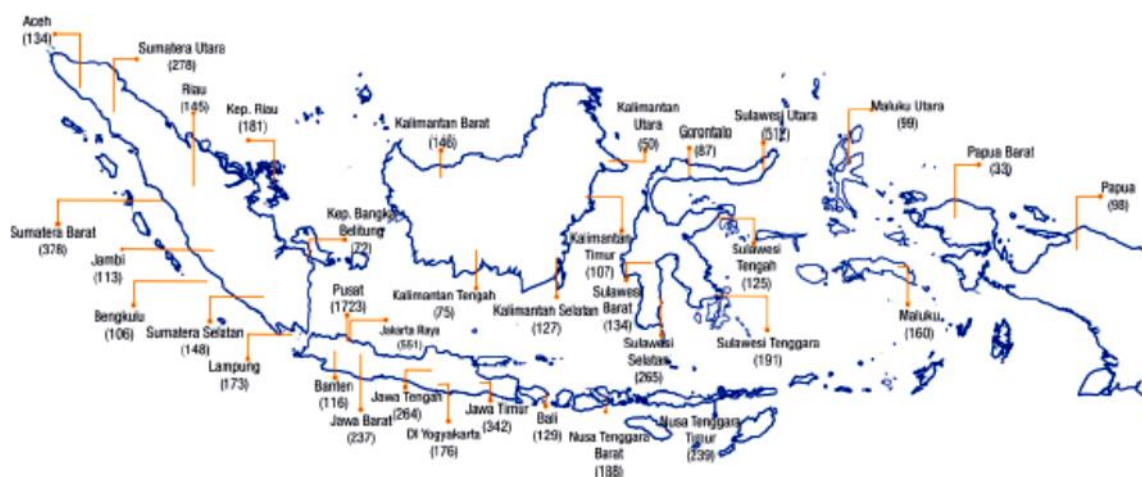 Aceh
(134)
Sumatera Utara
(278)
Riau
(145)
Kep. Riau
(181)
Kalimantan Barat
(146)
Kalimantan
Utara
(50)
Gorontalo
(87)
Sulawesi Utara
(512)
Maluku Utara
(99)
Papua Barat
(33)
Papua
(98)
Sumatera Barat
(378)
Jambi
(113)
Bengkulu
(106)
Sumatera Selatan
(148)
Lampung
(173)
Kep. Bangka
Belitung
(72)
Pusat
(1723)
Jakarta Raya
(551)
Kalimantan Tengah
(75)
Kalimantan Selatan
(127)
Kalimantan
Timur
(107)
Sulawesi
Barat
(134)
Sulawesi
Selatan
(265)
Sulawesi
Tengah
(125)
Sulawesi Tenggara
(191)
Maluku
(160)
Banten
(116)
Jawa Barat
(237)
Jawa Tengah
(264)
DI Yogyakarta
(176)
Jawa Timur
(342)
Bali
(129)
Nusa Tenggara
Barat
(188)
Nusa Tenggara
Timur
(239)